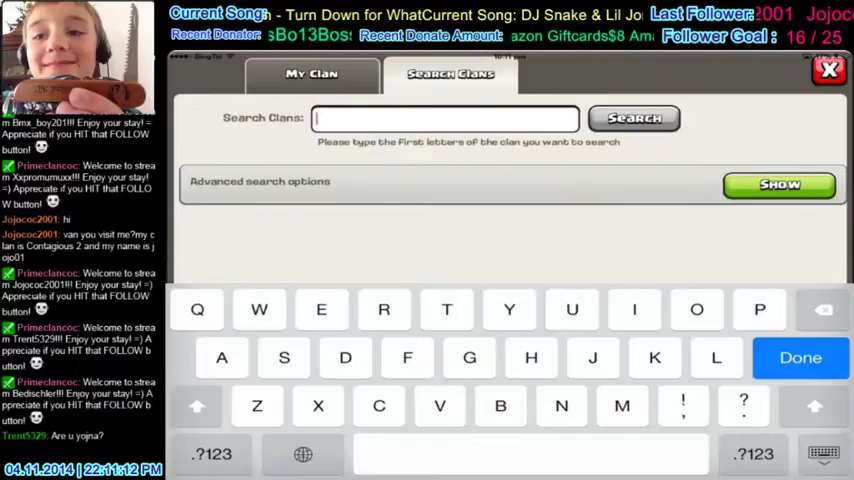 Current Song:
n - Turn Down for WhatCurrent Song: DJ Snake & Lil Jo
Last Follower:
2001 Jojoco
Recent Donator:
sBo13Boss
Recent Donate Amount:
azon Giftcards$8 Ama
Follower Goal :
16 / 25
m Bmx_boy201!!! Enjoy your stay! =)
Appreciate if you HIT that FOLLOW
button!
Primeclancoc: Welcome to strea
m Xxpromumuxx!!! Enjoy your stay!
=) Appreciate if you HIT that FOLLO
W button!
Jojococ2001: hi
Jojococ2001: van you visit me?my c
lan is Contagious 2 and my name is j
ojo01
Primeclancoc: Welcome to strea
m Jojococ2001!!! Enjoy your stay! =)
Appreciate if you HIT that FOLLOW
button!
Primeclancoc: Welcome to strea
m Trent5329!!! Enjoy your stay! =) A
ppreciate if you HIT that FOLLOW b
utton!
Primeclancoc: Welcome to strea
m Bedischler!!! Enjoy your stay! =) A
ppreciate if you HIT that FOLLOW b
utton!
Trent5329: Are u yojna?
04.11.2014 | 22:11:12 PM
SingTel
10:11 pm
My Clan
Search Clans
X
Search Clans:
Search
Please type the First letters of the clan you want to search
Advanced search options
Show
Q W E R T Y U I O P
A S D F G H J K L Done
Z X C V B N M ! , ? .
.?123 .?123